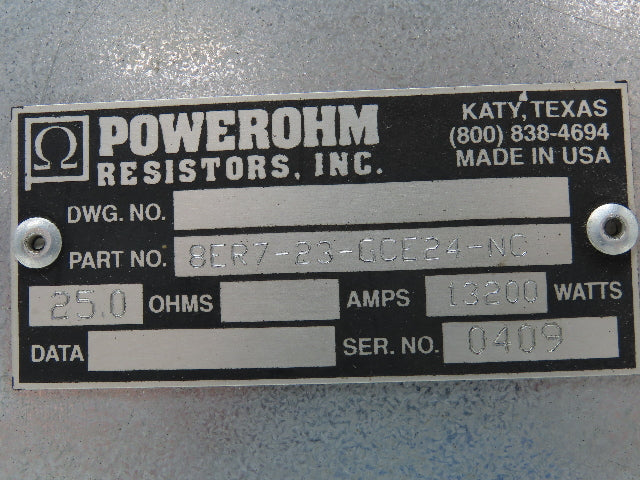 Ω POWEROHM
RESISTORS, INC.
KATY, TEXAS
(800) 838-4694
MADE IN USA
DWG. NO.
PART NO. 8ER7-23-GCE24-NC
25.0 OHMS AMPS 13200 WATTS
DATA SER. NO. 0409